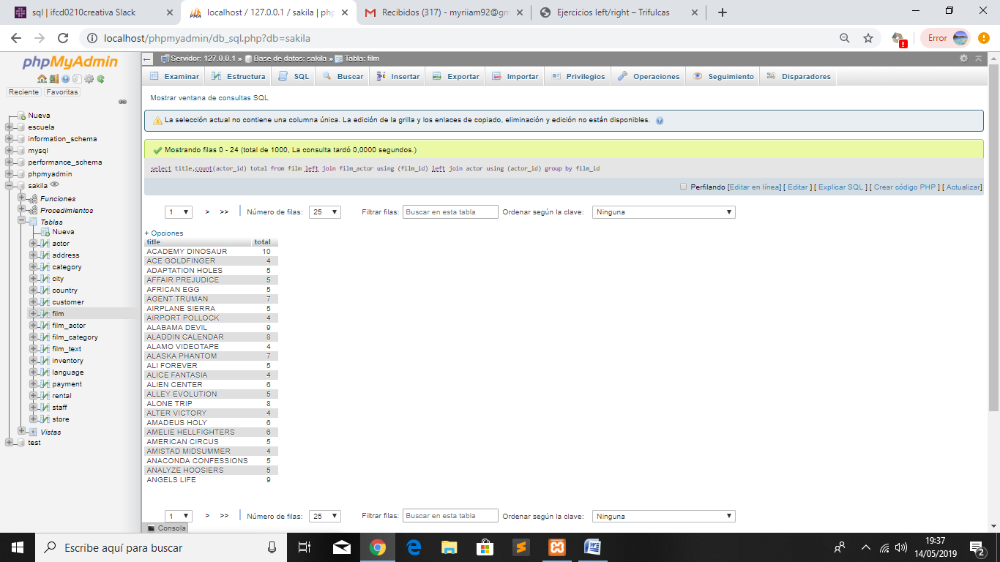 sql | ifcd0210creativa Slack
localhost / 127.0.0.1 / sakila | php
Recibidos (317) - myriiam92@gm
Ejercicios left/right – Trifulcas
localhost/phpmyadmin/db_sql.php?db=sakila
Error
phpMyAdmin
Reciente Favoritas
Nueva
escuela
information_schema
mysql
performance_schema
phpmyadmin
sakila
Funciones
Procedimientos
Tablas
Nueva
actor
address
category
city
country
customer
film
film_actor
film_category
film_text
inventory
language
payment
rental
staff
store
Vistas
test
Servidor: 127.0.0.1 » Base de datos: sakila » Tabla: film
Examinar Estructura SQL Buscar Insertar Exportar Importar Privilegios Operaciones Seguimiento Disparadores
Mostrar ventana de consultas SQL
La selección actual no contiene una columna única. La edición de la grilla y los enlaces de copiado, eliminación y edición no están disponibles.
Mostrando filas 0 - 24 (total de 1000, La consulta tardó 0,0000 segundos.)
select title,count(actor_id) total from film left join film_actor using (film_id) left join actor using (actor_id) group by film_id
Perfilando [Editar en línea] [ Editar ] [ Explicar SQL ] [ Crear código PHP ] [ Actualizar]
1 > >> Número de filas: 25 Filtrar filas: Buscar en esta tabla Ordenar según la clave: Ninguna
+ Opciones
title total
ACADEMY DINOSAUR 10
ACE GOLDFINGER 4
ADAPTATION HOLES 5
AFFAIR PREJUDICE 5
AFRICAN EGG 5
AGENT TRUMAN 7
AIRPLANE SIERRA 5
AIRPORT POLLOCK 4
ALABAMA DEVIL 9
ALADDIN CALENDAR 8
ALAMO VIDEOTAPE 4
ALASKA PHANTOM 7
ALI FOREVER 5
ALICE FANTASIA 4
ALIEN CENTER 6
ALLEY EVOLUTION 5
ALONE TRIP 8
ALTER VICTORY 4
AMADEUS HOLY 6
AMELIE HELLFIGHTERS 6
AMERICAN CIRCUS 5
AMISTAD MIDSUMMER 4
ANACONDA CONFESSIONS 5
ANALYZE HOOSIERS 5
ANGELS LIFE 9
1 > >> Número de filas: 25 Filtrar filas: Buscar en esta tabla Ordenar según la clave: Ninguna
Consola
Escribe aquí para buscar
19:37
14/05/2019
2